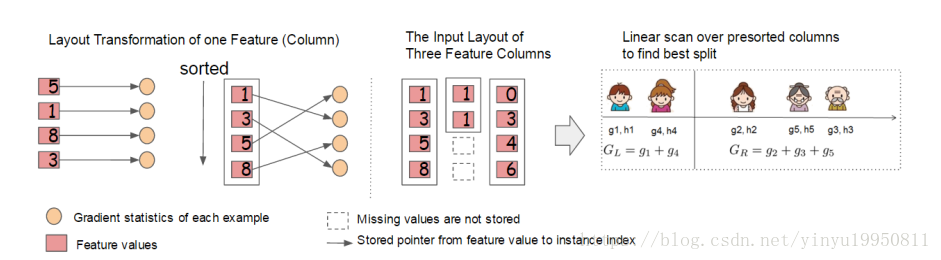 Layout Transformation of one Feature (Column)
5
1
8
3
sorted
1
3
5
8
The Input Layout of
Three Feature Columns
1
3
5
8
1
1
0
3
4
6
Linear scan over presorted columns
to find best split
g1, h1 g4, h4 g2, h2 g5, h5 g3, h3
G_L = g_1 + g_4 G_R = g_2 + g_3 + g_5
Gradient statistics of each example
Feature values
Missing values are not stored
Stored pointer from feature value to instance index
https://blog.csdn.net/yinyu19950811